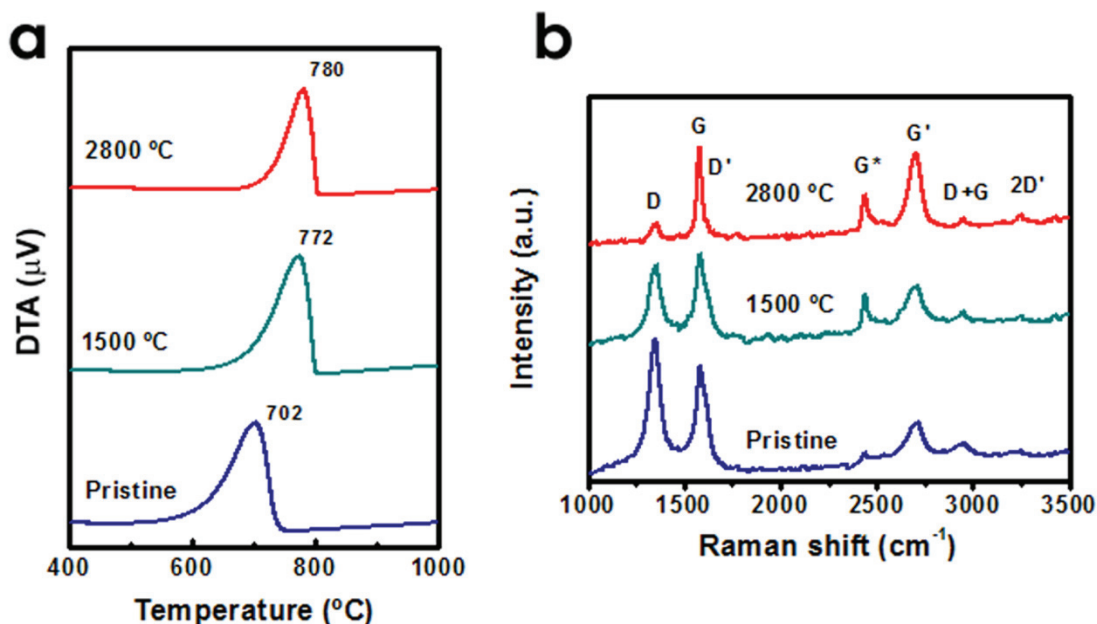 a
780
2800 ºC
772
1500 ºC
702
Pristine
DTA (µV)
400 600 800 1000
Temperature (ºC)
b
G
D'
D
G*
G'
D+G
2D'
2800 ºC
1500 ºC
Pristine
Intensity (a.u.)
1000 1500 2000 2500 3000 3500
Raman shift (cm⁻¹)